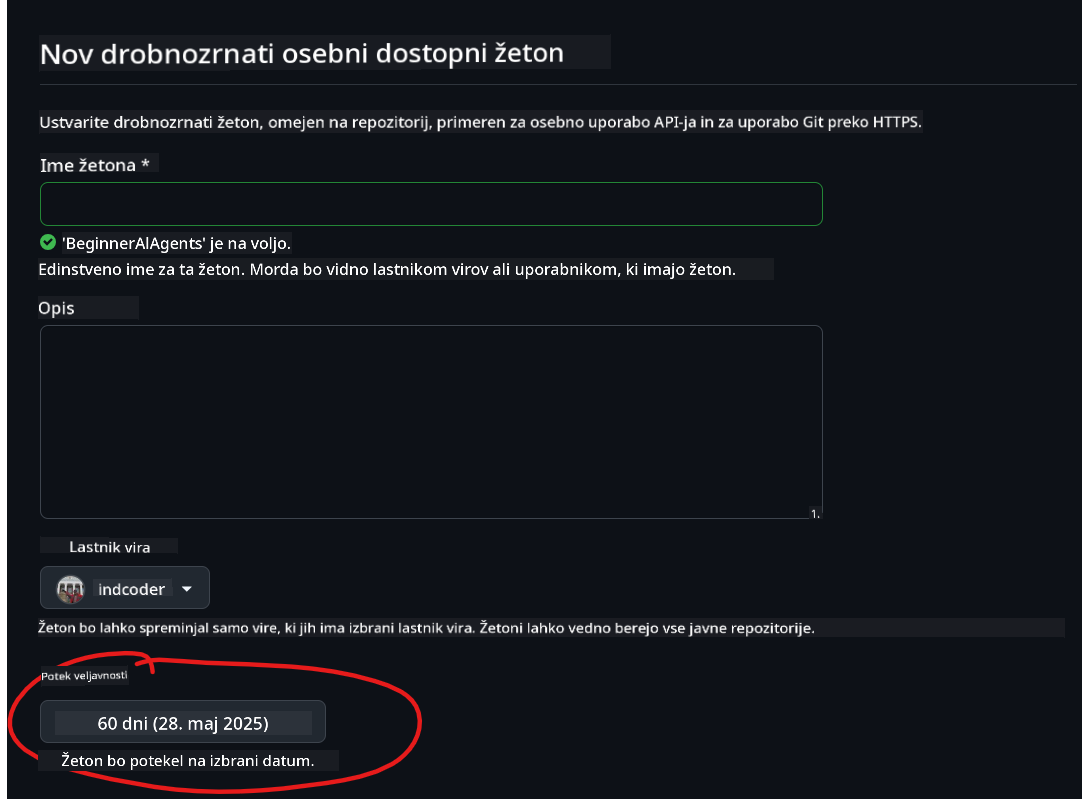 Nov drobnozrnati osebni dostopni žeton
Ustvarite drobnozrnati žeton, omejen na repozitorij, primeren za osebno uporabo API-ja in za uporabo Git preko HTTPS.
Ime žetona *
'BeginnerAIAgents' je na voljo.
Edinstveno ime za ta žeton. Morda bo vidno lastnikom virov ali uporabnikom, ki imajo žeton.
Opis
1.
Lastnik vira
indcoder
Žeton bo lahko spreminjal samo vire, ki jih ima izbrani lastnik vira. Žetoni lahko vedno berejo vse javne repozitorije.
Potek veljavnosti
60 dni (28. maj 2025)
Žeton bo potekel na izbrani datum.